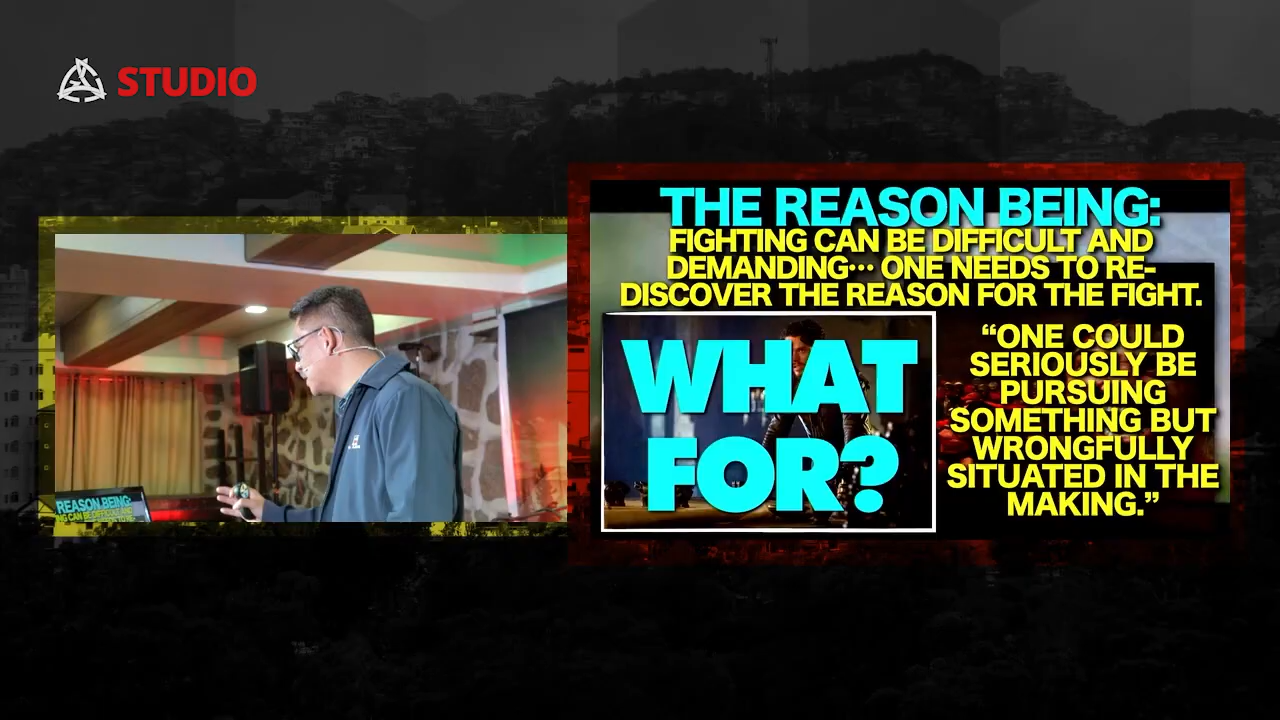 STUDIO
THE REASON BEING:
FIGHTING CAN BE DIFFICULT AND
DEMANDING··· ONE NEEDS TO RE-
DISCOVER THE REASON FOR THE FIGHT.
WHAT
FOR?
“ONE COULD
SERIOUSLY BE
PURSUING
SOMETHING BUT
WRONGFULLY
SITUATED IN THE
MAKING.”
REASON BEING: